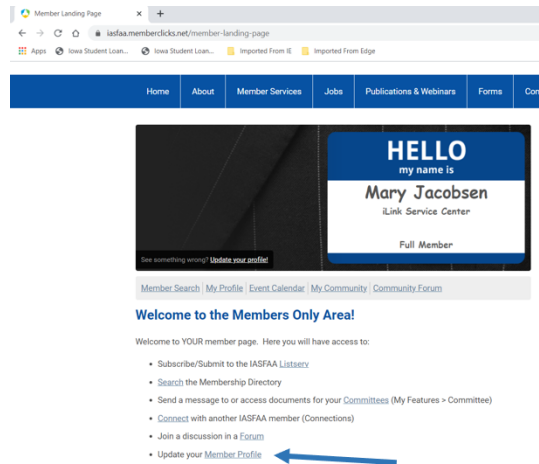 Member Landing Page
iasfaa.memberclicks.net/member-landing-page
Apps Iowa Student Loan... Iowa Student Loan... Imported From IE Imported From Edge
Home About Member Services Jobs Publications & Webinars Forms Con
HELLO
my name is
Mary Jacobsen
iLink Service Center
Full Member
See something wrong? Update your profile!
Member Search My Profile Event Calendar My Community Community Forum
Welcome to the Members Only Area!
Welcome to YOUR member page. Here you will have access to:
• Subscribe/Submit to the IASFAA Listserv
• Search the Membership Directory
• Send a message to or access documents for your Committees (My Features > Committee)
• Connect with another IASFAA member (Connections)
• Join a discussion in a Forum
• Update your Member Profile